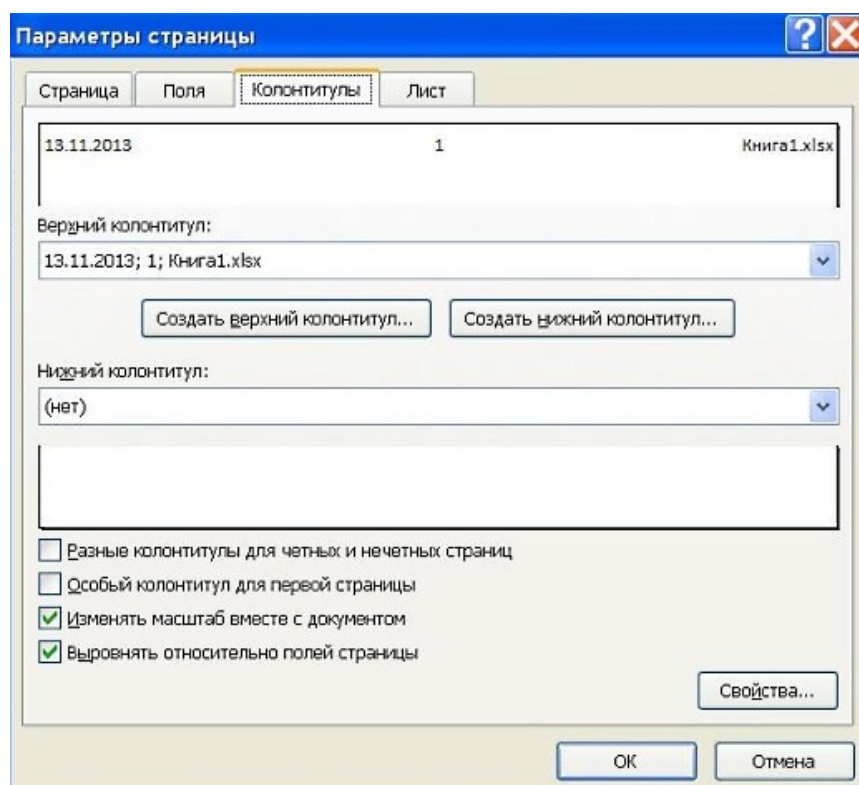 Параметры страницы
Страница Поля Колонтитулы Лист
13.11.2013 1 Книга1.xlsx
Верхний колонтитул:
13.11.2013; 1; Книга1.xlsx
Создать верхний колонтитул... Создать нижний колонтитул...
Нижний колонтитул:
(нет)
Разные колонтитулы для четных и нечетных страниц
Особый колонтитул для первой страницы
Изменять масштаб вместе с документом
Выровнять относительно полей страницы
Свойства...
ОК Отмена